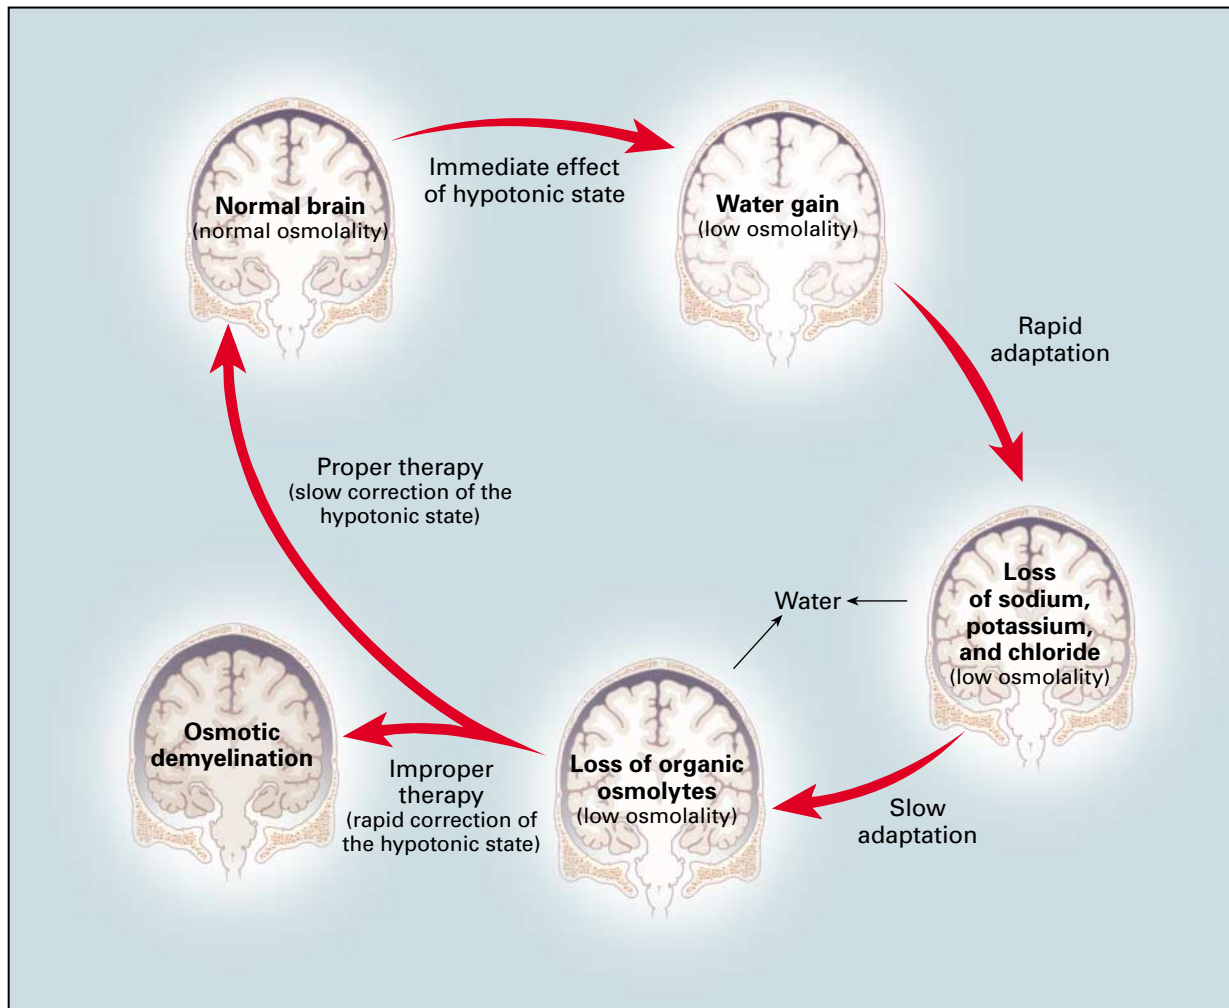 Immediate effect
of hypotonic state
Normal brain
(normal osmolality)
Water gain
(low osmolality)
Rapid
adaptation
Proper therapy
(slow correction of the
hypotonic state)
Loss
of sodium,
potassium,
and chloride
(low osmolality)
Water
Osmotic
demyelination
Improper
therapy
(rapid correction of
the hypotonic state)
Loss of organic
osmolytes
(low osmolality)
Slow
adaptation